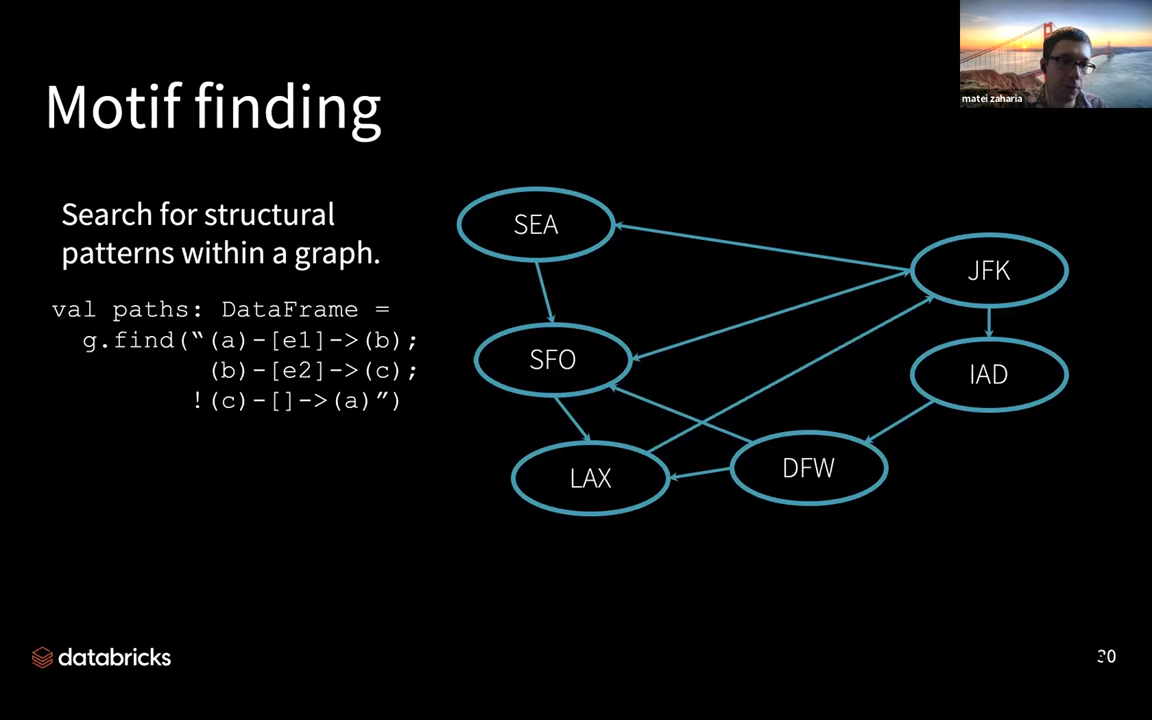 matei zaharia
Motif finding
Search for structural
patterns within a graph.
val paths: DataFrame =
g.find(“(a)-[e1]->(b);
(b)-[e2]->(c);
!(c)-[]->(a)”)
SEA
JFK
SFO
IAD
DFW
LAX
databricks
30